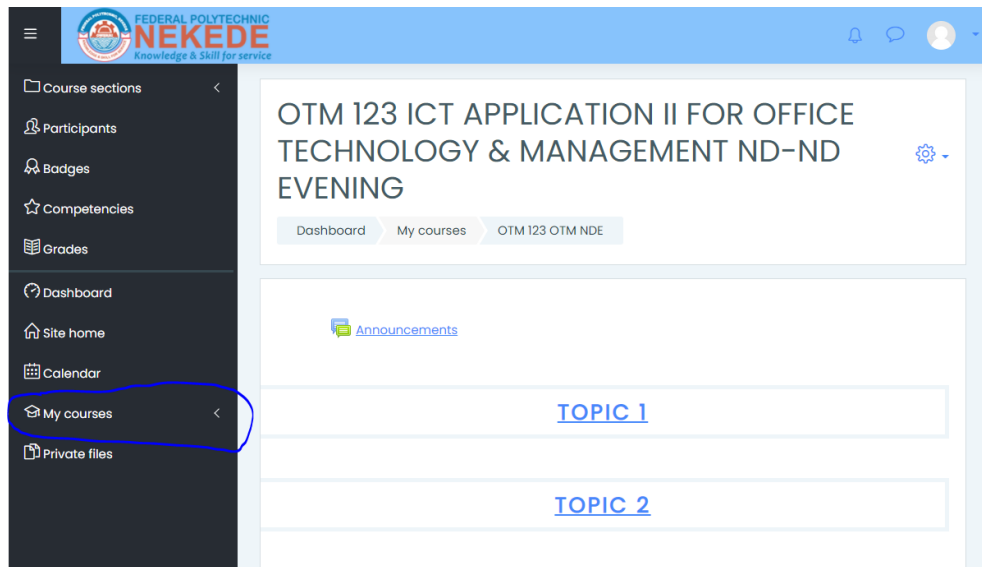 FEDERAL POLYTECHNIC
NEKEDE
Knowledge & Skill for service
Course sections
Participants
Badges
Competencies
Grades
Dashboard
Site home
Calendar
My courses
Private files
OTM 123 ICT APPLICATION II FOR OFFICE
TECHNOLOGY & MANAGEMENT ND-ND
EVENING
Dashboard My courses OTM 123 OTM NDE
Announcements
TOPIC 1
TOPIC 2